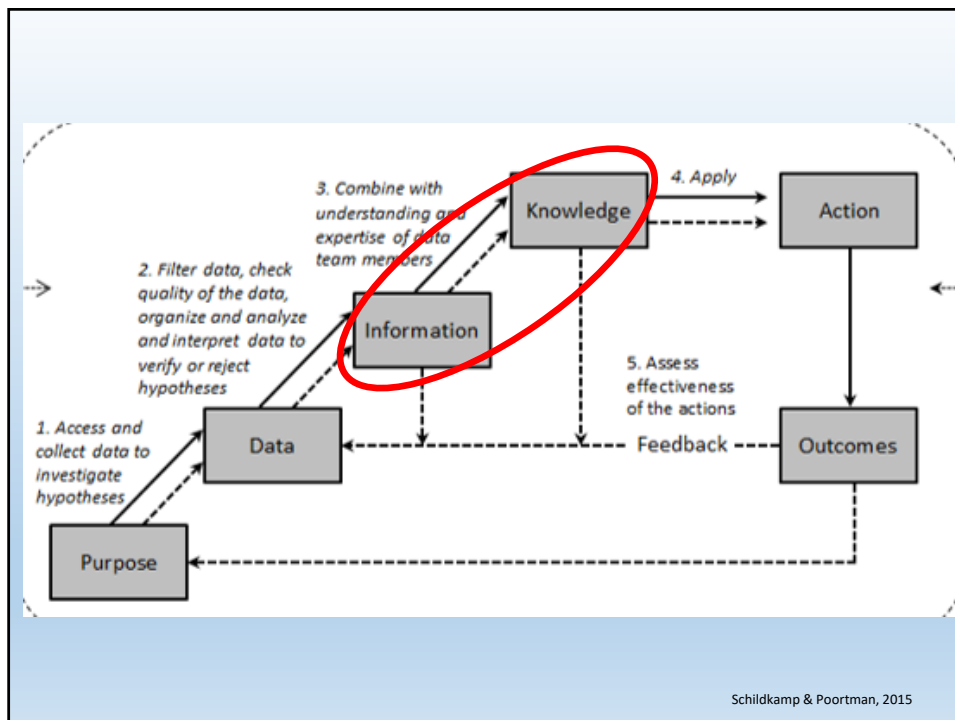 3. Combine with
understanding and
expertise of data
team members
Knowledge
4. Apply
Action
2. Filter data, check
quality of the data,
organize and analyze
and interpret data to
verify or reject
hypotheses
Information
5. Assess
effectiveness
of the actions
1. Access and
collect data to
investigate
hypotheses
Data
Feedback
Outcomes
Purpose
Schildkamp & Poortman, 2015